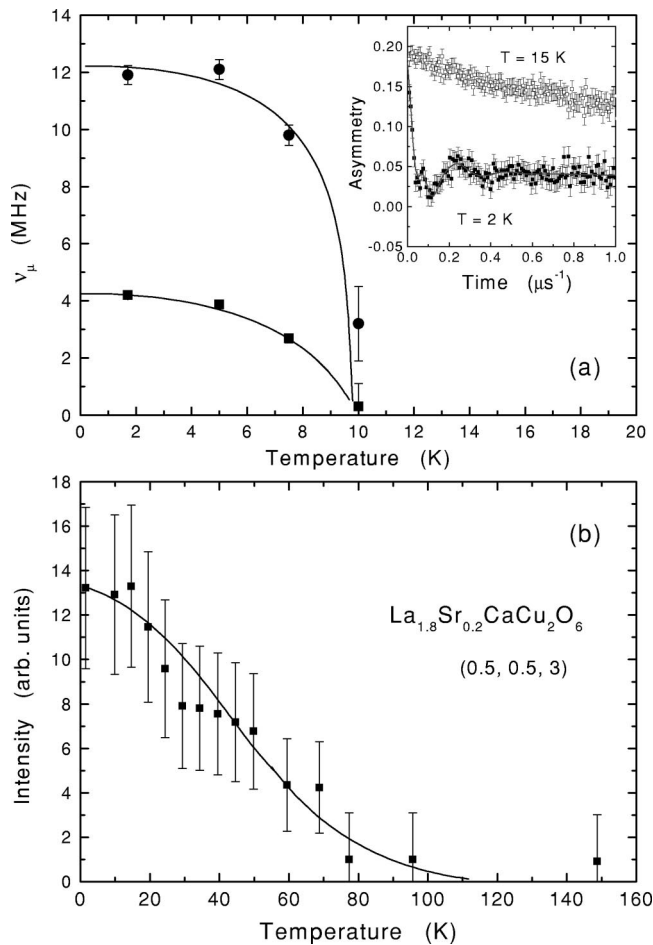 14
12
10
8
6
4
2
0
ν_μ (MHz)
0 2 4 6 8 10 12 14 16 18 20
Temperature (K)
(a)
0.20
0.15
0.10
0.05
0.00
-0.05
Asymmetry
T = 15 K
T = 2 K
0.0 0.2 0.4 0.6 0.8 1.0
Time (μs⁻¹)
18
16
14
12
10
8
6
4
2
0
Intensity (arb. units)
(b)
La₁.₈Sr₀.₂CaCu₂O₆
(0.5, 0.5, 3)
0 20 40 60 80 100 120 140 160
Temperature (K)